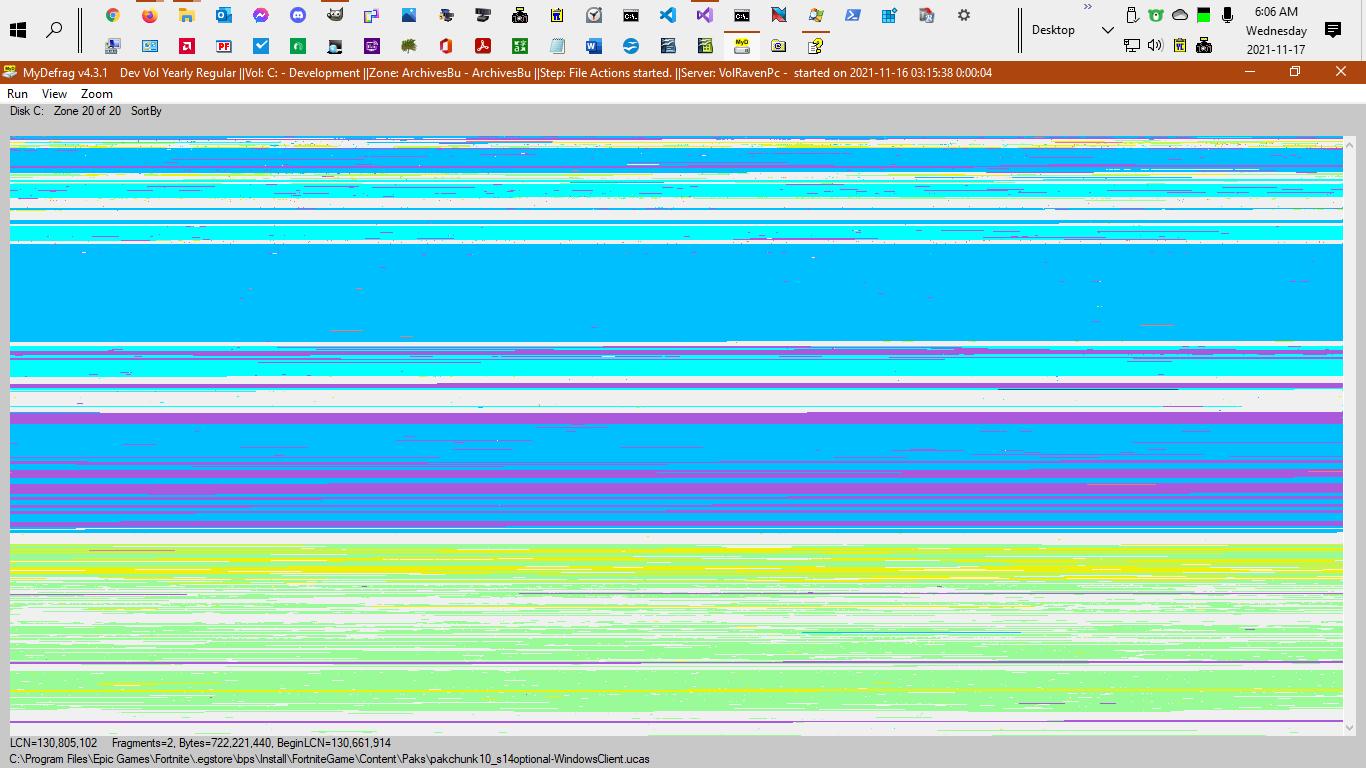 6:06 AM
Desktop
Wednesday
2021-11-17
MyDefrag v4.3.1 Dev Vol Yearly Regular ||Vol: C: - Development ||Zone: ArchivesBu - ArchivesBu ||Step: File Actions started. ||Server: VolRavenPc - started on 2021-11-16 03:15:38 0:00:04
Run View Zoom
Disk C: Zone 20 of 20 SortBy
LCN=130,805,102 Fragments=2, Bytes=722,221,440, BeginLCN=130,661,914
C:\Program Files\Epic Games\Fortnite\.egstore\bps\Install\FortniteGame\Content\Paks\pakchunk10_s14optional-WindowsClient.ucas